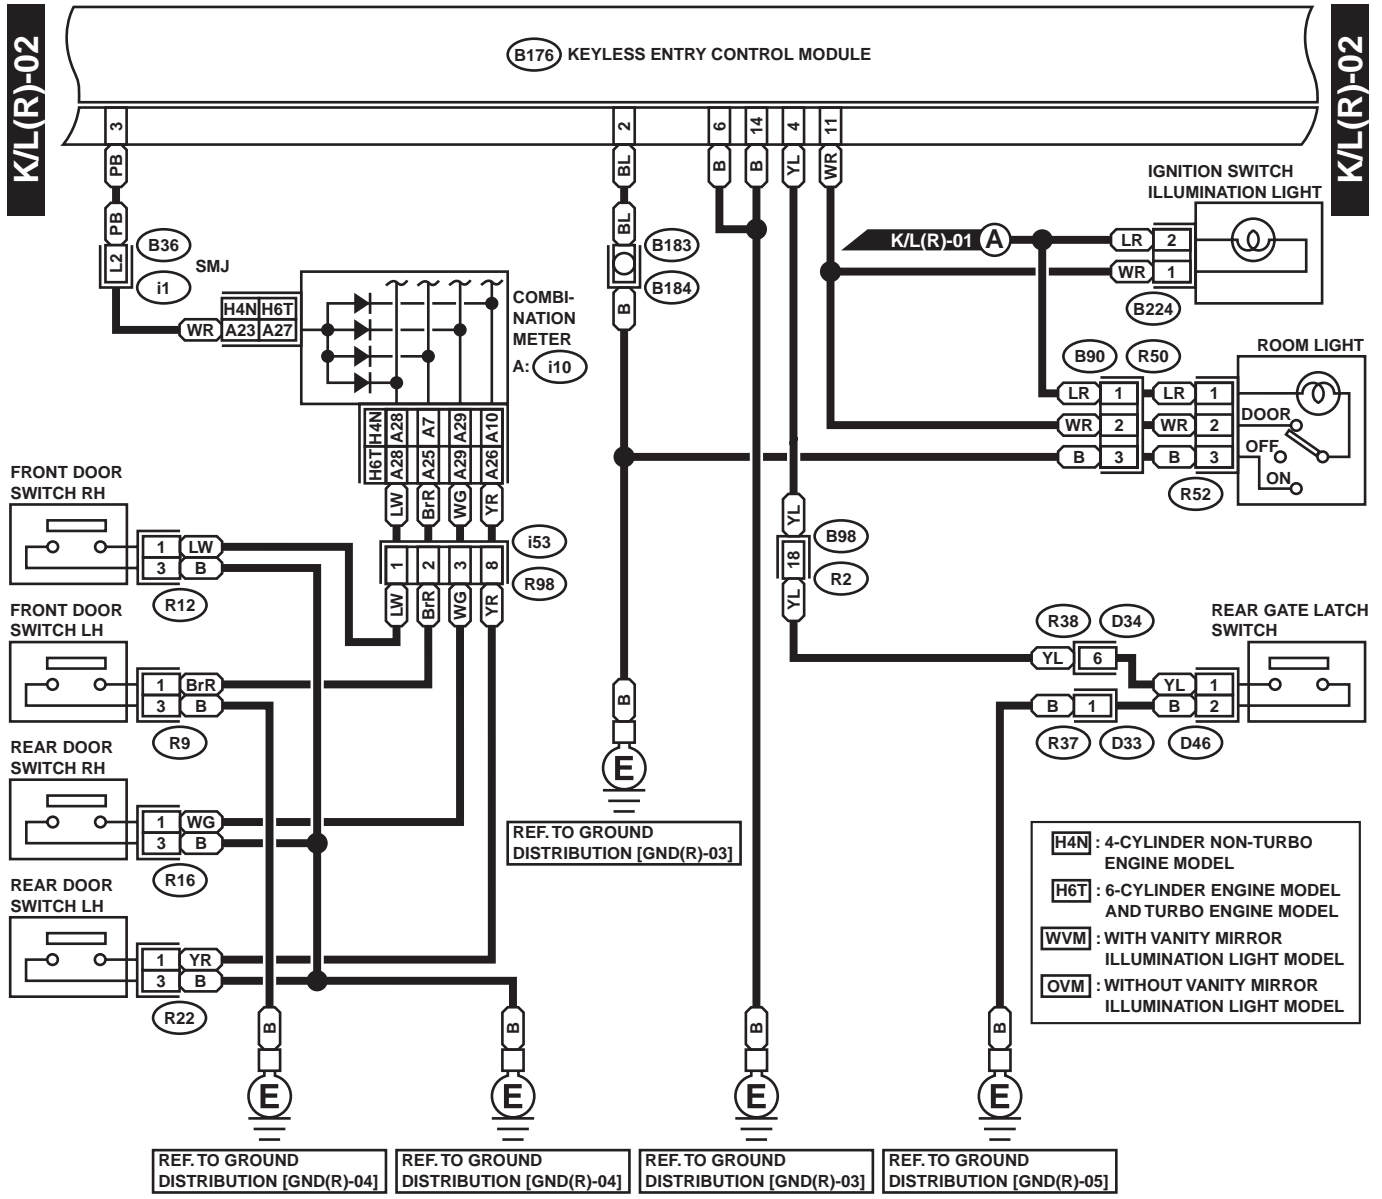 K/L(R)-02
K/L(R)-02
B176 KEYLESS ENTRY CONTROL MODULE
3 2 6 14 4 11
PB BL B B YL WR
PB BL
L2
B36
i1
SMJ
B183
B184
B
K/L(R)-01 A
IGNITION SWITCH
ILLUMINATION LIGHT
LR 2
WR 1
B224
H4N H6T
WR A23 A27
COMBI-
NATION
METER
A: i10
H4N A28 A7 A29 A10
H6T A28 A25 A29 A26
LW BrR WG YR
1 2 3 8
i53
R98
LW BrR WG YR
ROOM LIGHT
B90 R50
LR 1 LR 1
WR 2 WR 2
B 3 B 3
R52
DOOR
OFF
ON
FRONT DOOR
SWITCH RH
1 LW
3 B
R12
FRONT DOOR
SWITCH LH
1 BrR
3 B
R9
REAR DOOR
SWITCH RH
1 WG
3 B
R16
REAR DOOR
SWITCH LH
1 YR
3 B
R22
YL
18
B98
R2
YL
REAR GATE LATCH
SWITCH
R38 D34
YL 6
YL 1
B 1 B 2
R37 D33 D46
B
E
REF. TO GROUND
DISTRIBUTION [GND(R)-03]
H4N : 4-CYLINDER NON-TURBO
ENGINE MODEL
H6T : 6-CYLINDER ENGINE MODEL
AND TURBO ENGINE MODEL
WVM : WITH VANITY MIRROR
ILLUMINATION LIGHT MODEL
OVM : WITHOUT VANITY MIRROR
ILLUMINATION LIGHT MODEL
B B B B
E E E E
REF. TO GROUND
DISTRIBUTION [GND(R)-04]
REF. TO GROUND
DISTRIBUTION [GND(R)-04]
REF. TO GROUND
DISTRIBUTION [GND(R)-03]
REF. TO GROUND
DISTRIBUTION [GND(R)-05]